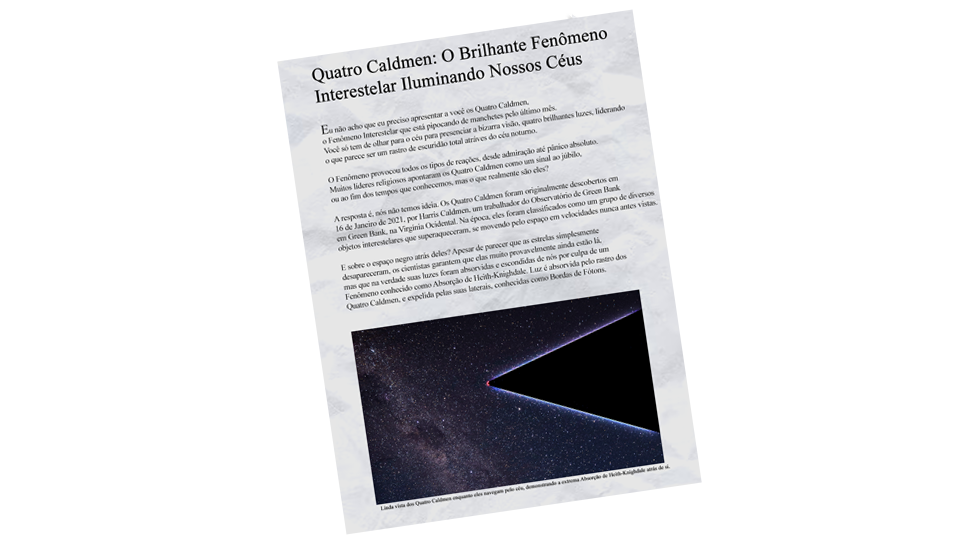 Quatro Caldmen: O Brilhante Fenômeno
Interestelar Iluminando Nossos Céus
Eu não acho que eu preciso apresentar a você os Quatro Caldmen,
o Fenômeno Interestelar que está pipocando de manchetes pelo último mês.
Você só tem de olhar para o céu para presenciar a bizarra visão, quatro brilhantes luzes, liderando
o que parece ser um rastro de escuridão total atráves do céu noturno.
O Fenômeno provocou todos os tipos de reações, desde admiração até pânico absoluto.
Muitos líderes religiosos apontaram os Quatro Caldmen como um sinal ao júbilo,
ou ao fim dos tempos que conhecemos, mas o que realmente são eles?
A resposta é, nós não temos ideia. Os Quatro Caldmen foram originalmente descobertos em
16 de Janeiro de 2021, por Harris Caldmen, um trabalhador do Observatório de Green Bank
em Green Bank, na Virgínia Ocidental. Na época, eles foram classificados como um grupo de diversos
objetos interestelares que superaqueceram, se movendo pelo espaço em velocidades nunca antes vistas.
E sobre o espaço negro atrás deles? Apesar de parecer que as estrelas simplesmente
desapareceram, os cientistas garantem que elas muito provavelmente ainda estão lá,
mas que na verdade suas luzes foram absorvidas e escondidas de nós por culpa de um
Fenômeno conhecido como Absorção de Heith-Knighdale. Luz é absorvida pelo rastro dos
Quatro Caldmen, e expelida pelas suas laterais, conhecidas como Bordas de Fótons.
Linda vista dos Quatro Caldmen enquanto eles navegam pelo céu, demonstrando a extrema Absorção de Heith-Knighdale atrás de si.